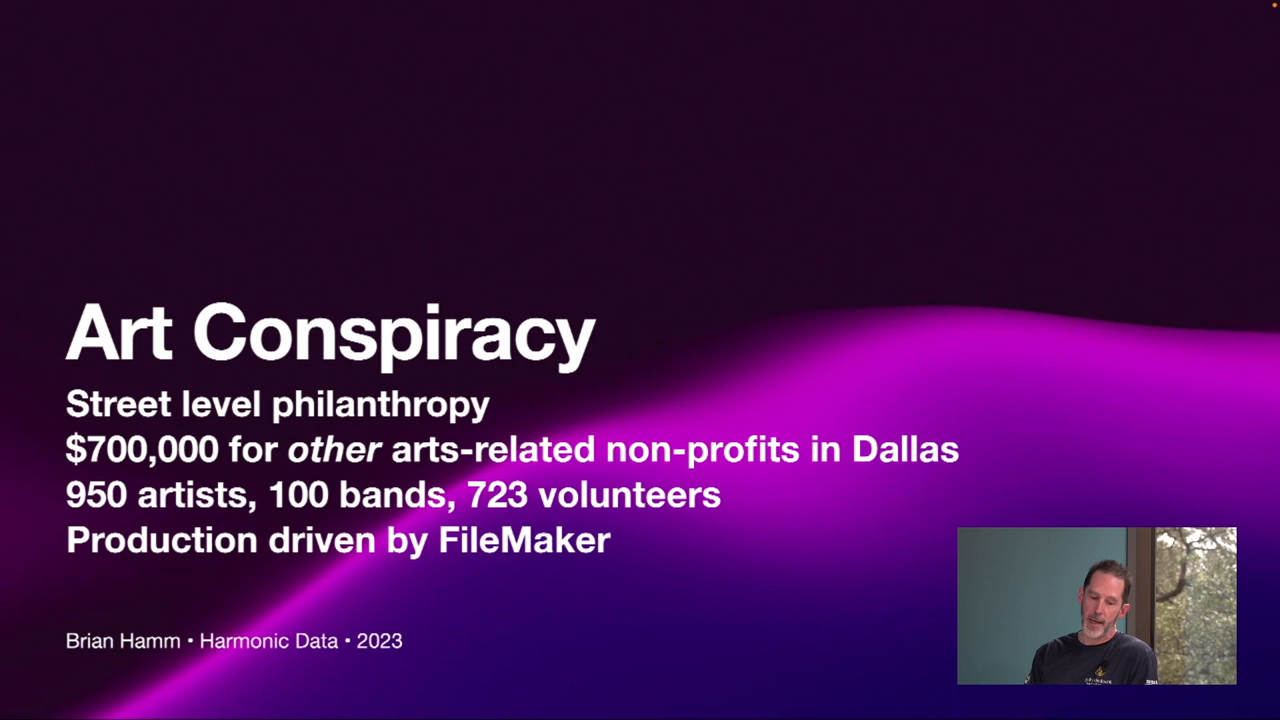 Art Conspiracy
Street level philanthropy
$700,000 for other arts-related non-profits in Dallas
950 artists, 100 bands, 723 volunteers
Production driven by FileMaker
Brian Hamm • Harmonic Data • 2023